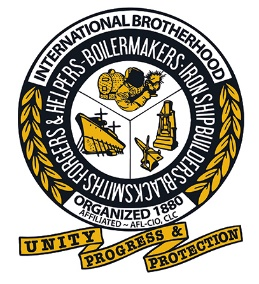 INTERNATIONAL BROTHERHOOD
BOILERMAKERS·IRON SHIP BUILDERS·BLACKSMITHS·FORGERS & HELPERS·
ORGANIZED 1880
AFFILIATED ~ AFL-CIO, CLC
UNITY
PROGRESS &
PROTECTION